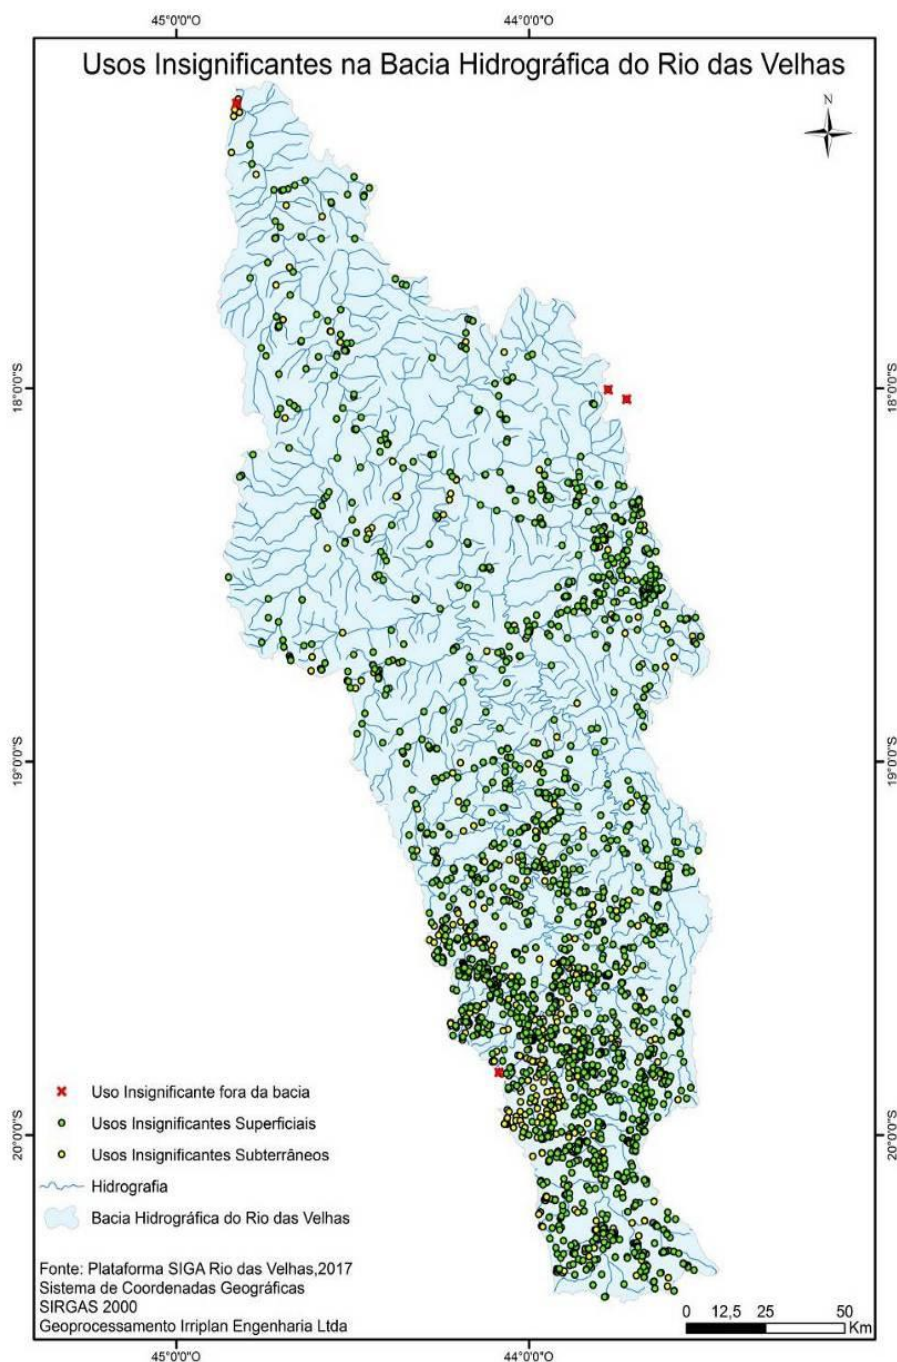 45°0'0"O
44°0'0"O
Usos Insignificantes na Bacia Hidrográfica do Rio das Velhas
N
18°0'0"S
18°0'0"S
19°0'0"S
19°0'0"S
Uso Insignificante fora da bacia
Usos Insignificantes Superficiais
Usos Insignificantes Subterrâneos
20°0'0"S
20°0'0"S
Hidrografia
Bacia Hidrográfica do Rio das Velhas
Fonte: Plataforma SIGA Rio das Velhas,2017
Sistema de Coordenadas Geográficas
SIRGAS 2000
Geoprocessamento Irriplan Engenharia Ltda
0 12,5 25 50
Km
45°0'0"O
44°0'0"O